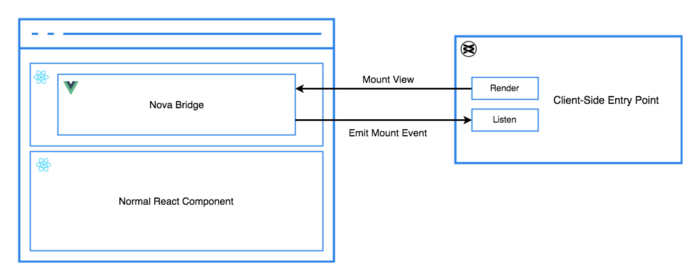 Mount View
Render
Nova Bridge
Client-Side Entry Point
Listen
Emit Mount Event
Normal React Component